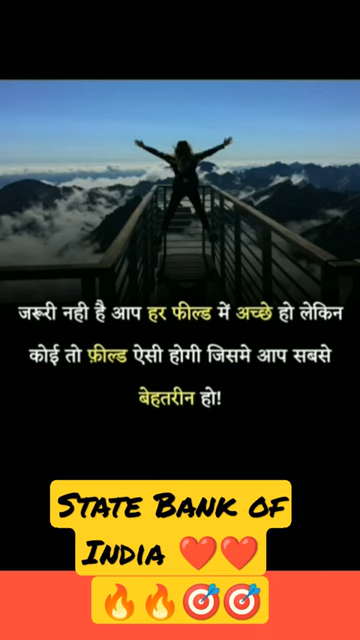 जरूरी नही है आप हर फील्ड में अच्छे हो लेकिन
कोई तो फ़ील्ड ऐसी होगी जिसमे आप सबसे
बेहतरीन हो!
STATE BANK OF
INDIA ❤️❤️
🔥🔥🎯🎯